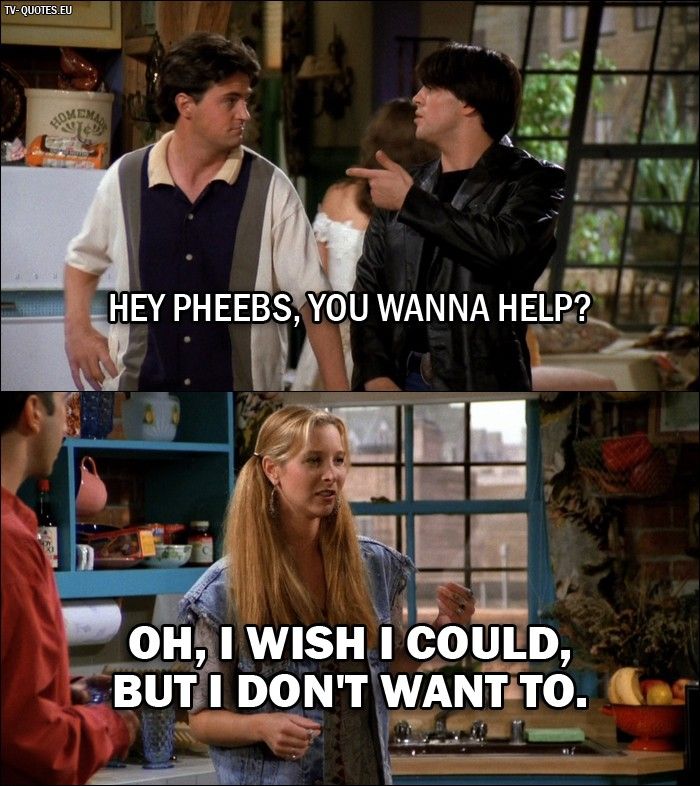 TV-QUOTES.EU
HOMEMADE
HEY PHEEBS, YOU WANNA HELP?
OH, I WISH I COULD,
BUT I DON'T WANT TO.